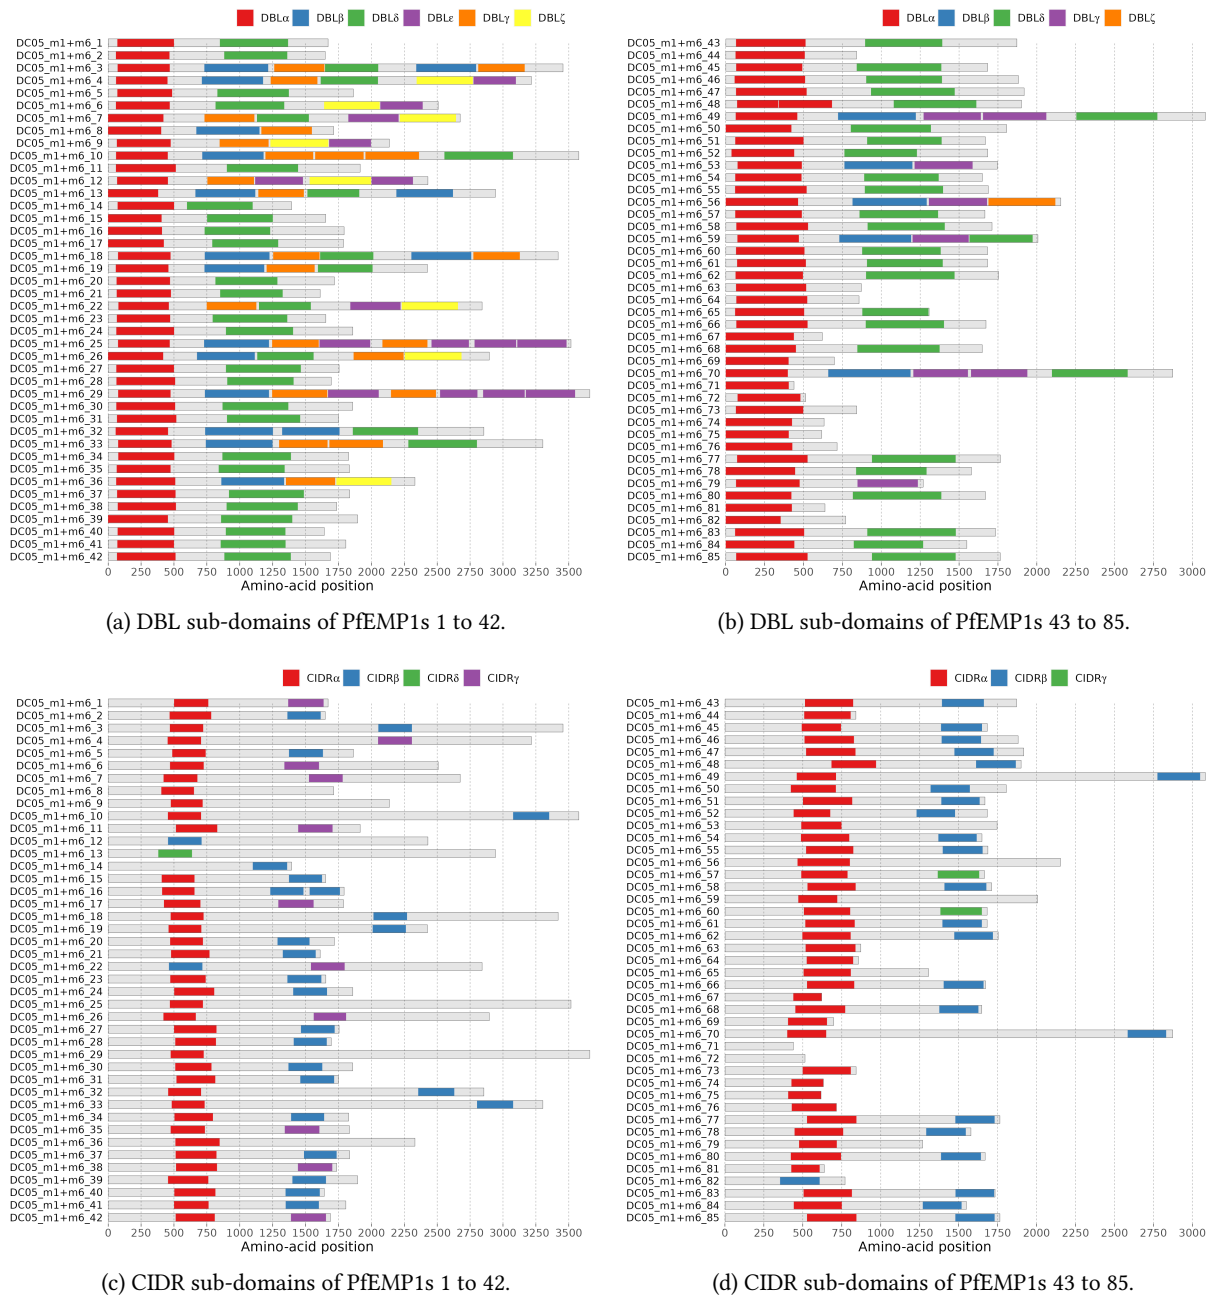 DBLα DBLβ DBLδ DBLε DBLγ DBLζ
DC05_m1+m6_1
DC05_m1+m6_2
DC05_m1+m6_3
DC05_m1+m6_4
DC05_m1+m6_5
DC05_m1+m6_6
DC05_m1+m6_7
DC05_m1+m6_8
DC05_m1+m6_9
DC05_m1+m6_10
DC05_m1+m6_11
DC05_m1+m6_12
DC05_m1+m6_13
DC05_m1+m6_14
DC05_m1+m6_15
DC05_m1+m6_16
DC05_m1+m6_17
DC05_m1+m6_18
DC05_m1+m6_19
DC05_m1+m6_20
DC05_m1+m6_21
DC05_m1+m6_22
DC05_m1+m6_23
DC05_m1+m6_24
DC05_m1+m6_25
DC05_m1+m6_26
DC05_m1+m6_27
DC05_m1+m6_28
DC05_m1+m6_29
DC05_m1+m6_30
DC05_m1+m6_31
DC05_m1+m6_32
DC05_m1+m6_33
DC05_m1+m6_34
DC05_m1+m6_35
DC05_m1+m6_36
DC05_m1+m6_37
DC05_m1+m6_38
DC05_m1+m6_39
DC05_m1+m6_40
DC05_m1+m6_41
DC05_m1+m6_42
0 250 500 750 1000 1250 1500 1750 2000 2250 2500 2750 3000 3250 3500
Amino-acid position
(a) DBL sub-domains of PfEMP1s 1 to 42.
DBLα DBLβ DBLδ DBLγ DBLζ
DC05_m1+m6_43
DC05_m1+m6_44
DC05_m1+m6_45
DC05_m1+m6_46
DC05_m1+m6_47
DC05_m1+m6_48
DC05_m1+m6_49
DC05_m1+m6_50
DC05_m1+m6_51
DC05_m1+m6_52
DC05_m1+m6_53
DC05_m1+m6_54
DC05_m1+m6_55
DC05_m1+m6_56
DC05_m1+m6_57
DC05_m1+m6_58
DC05_m1+m6_59
DC05_m1+m6_60
DC05_m1+m6_61
DC05_m1+m6_62
DC05_m1+m6_63
DC05_m1+m6_64
DC05_m1+m6_65
DC05_m1+m6_66
DC05_m1+m6_67
DC05_m1+m6_68
DC05_m1+m6_69
DC05_m1+m6_70
DC05_m1+m6_71
DC05_m1+m6_72
DC05_m1+m6_73
DC05_m1+m6_74
DC05_m1+m6_75
DC05_m1+m6_76
DC05_m1+m6_77
DC05_m1+m6_78
DC05_m1+m6_79
DC05_m1+m6_80
DC05_m1+m6_81
DC05_m1+m6_82
DC05_m1+m6_83
DC05_m1+m6_84
DC05_m1+m6_85
0 250 500 750 1000 1250 1500 1750 2000 2250 2500 2750 3000
Amino-acid position
(b) DBL sub-domains of PfEMP1s 43 to 85.
CIDRα CIDRβ CIDRδ CIDRγ
DC05_m1+m6_1
DC05_m1+m6_2
DC05_m1+m6_3
DC05_m1+m6_4
DC05_m1+m6_5
DC05_m1+m6_6
DC05_m1+m6_7
DC05_m1+m6_8
DC05_m1+m6_9
DC05_m1+m6_10
DC05_m1+m6_11
DC05_m1+m6_12
DC05_m1+m6_13
DC05_m1+m6_14
DC05_m1+m6_15
DC05_m1+m6_16
DC05_m1+m6_17
DC05_m1+m6_18
DC05_m1+m6_19
DC05_m1+m6_20
DC05_m1+m6_21
DC05_m1+m6_22
DC05_m1+m6_23
DC05_m1+m6_24
DC05_m1+m6_25
DC05_m1+m6_26
DC05_m1+m6_27
DC05_m1+m6_28
DC05_m1+m6_29
DC05_m1+m6_30
DC05_m1+m6_31
DC05_m1+m6_32
DC05_m1+m6_33
DC05_m1+m6_34
DC05_m1+m6_35
DC05_m1+m6_36
DC05_m1+m6_37
DC05_m1+m6_38
DC05_m1+m6_39
DC05_m1+m6_40
DC05_m1+m6_41
DC05_m1+m6_42
0 250 500 750 1000 1250 1500 1750 2000 2250 2500 2750 3000 3250 3500
Amino-acid position
(c) CIDR sub-domains of PfEMP1s 1 to 42.
CIDRα CIDRβ CIDRγ
DC05_m1+m6_43
DC05_m1+m6_44
DC05_m1+m6_45
DC05_m1+m6_46
DC05_m1+m6_47
DC05_m1+m6_48
DC05_m1+m6_49
DC05_m1+m6_50
DC05_m1+m6_51
DC05_m1+m6_52
DC05_m1+m6_53
DC05_m1+m6_54
DC05_m1+m6_55
DC05_m1+m6_56
DC05_m1+m6_57
DC05_m1+m6_58
DC05_m1+m6_59
DC05_m1+m6_60
DC05_m1+m6_61
DC05_m1+m6_62
DC05_m1+m6_63
DC05_m1+m6_64
DC05_m1+m6_65
DC05_m1+m6_66
DC05_m1+m6_67
DC05_m1+m6_68
DC05_m1+m6_69
DC05_m1+m6_70
DC05_m1+m6_71
DC05_m1+m6_72
DC05_m1+m6_73
DC05_m1+m6_74
DC05_m1+m6_75
DC05_m1+m6_76
DC05_m1+m6_77
DC05_m1+m6_78
DC05_m1+m6_79
DC05_m1+m6_80
DC05_m1+m6_81
DC05_m1+m6_82
DC05_m1+m6_83
DC05_m1+m6_84
DC05_m1+m6_85
0 250 500 750 1000 1250 1500 1750 2000 2250 2500 2750 3000
Amino-acid position
(d) CIDR sub-domains of PfEMP1s 43 to 85.